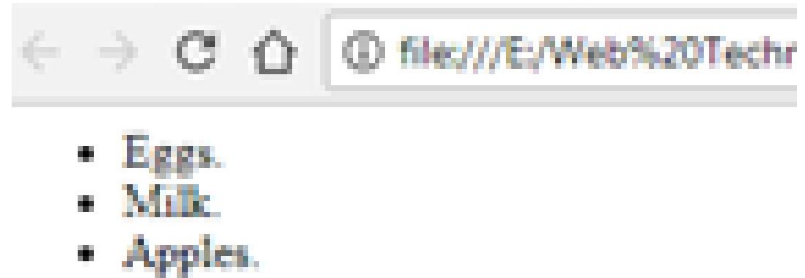 file:///E:/Web%20Techn
• Eggs.
• Milk.
• Apples.